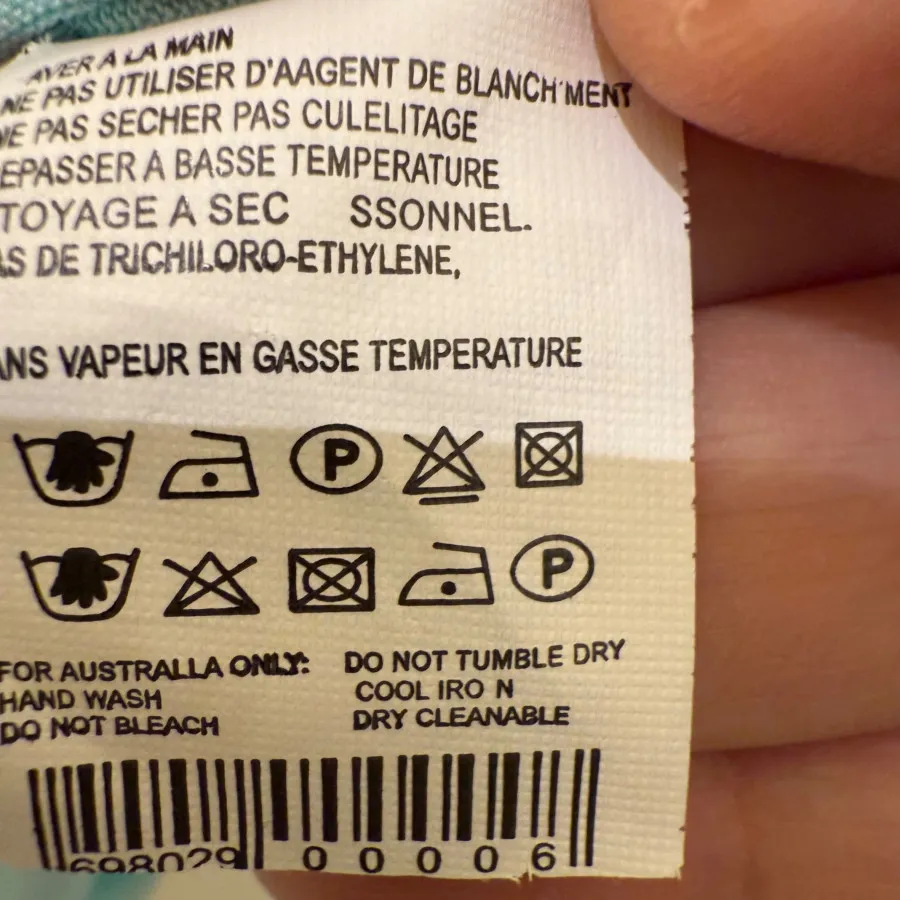 AVER A LA MAIN
NE PAS UTILISER D'AAGENT DE BLANCH'MENT
NE PAS SECHER PAS CULELITAGE
EPASSER A BASSE TEMPERATURE
TOYAGE A SEC SSONNEL.
AS DE TRICHILORO-ETHYLENE,
ANS VAPEUR EN GASSE TEMPERATURE
P
P
FOR AUSTRALLA ONLY: DO NOT TUMBLE DRY
HAND WASH COOL IRO N
DO NOT BLEACH DRY CLEANABLE
698029 00006